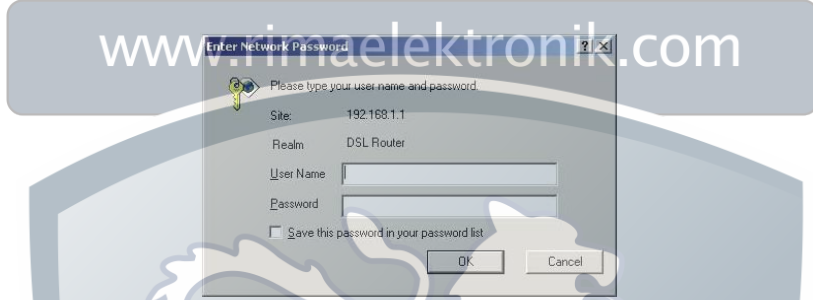 www.rimaelektronik.com
Enter Network Password
Please type your user name and password.
Site: 192.168.1.1
Realm DSL Router
User Name
Password
Save this password in your password list
OK Cancel